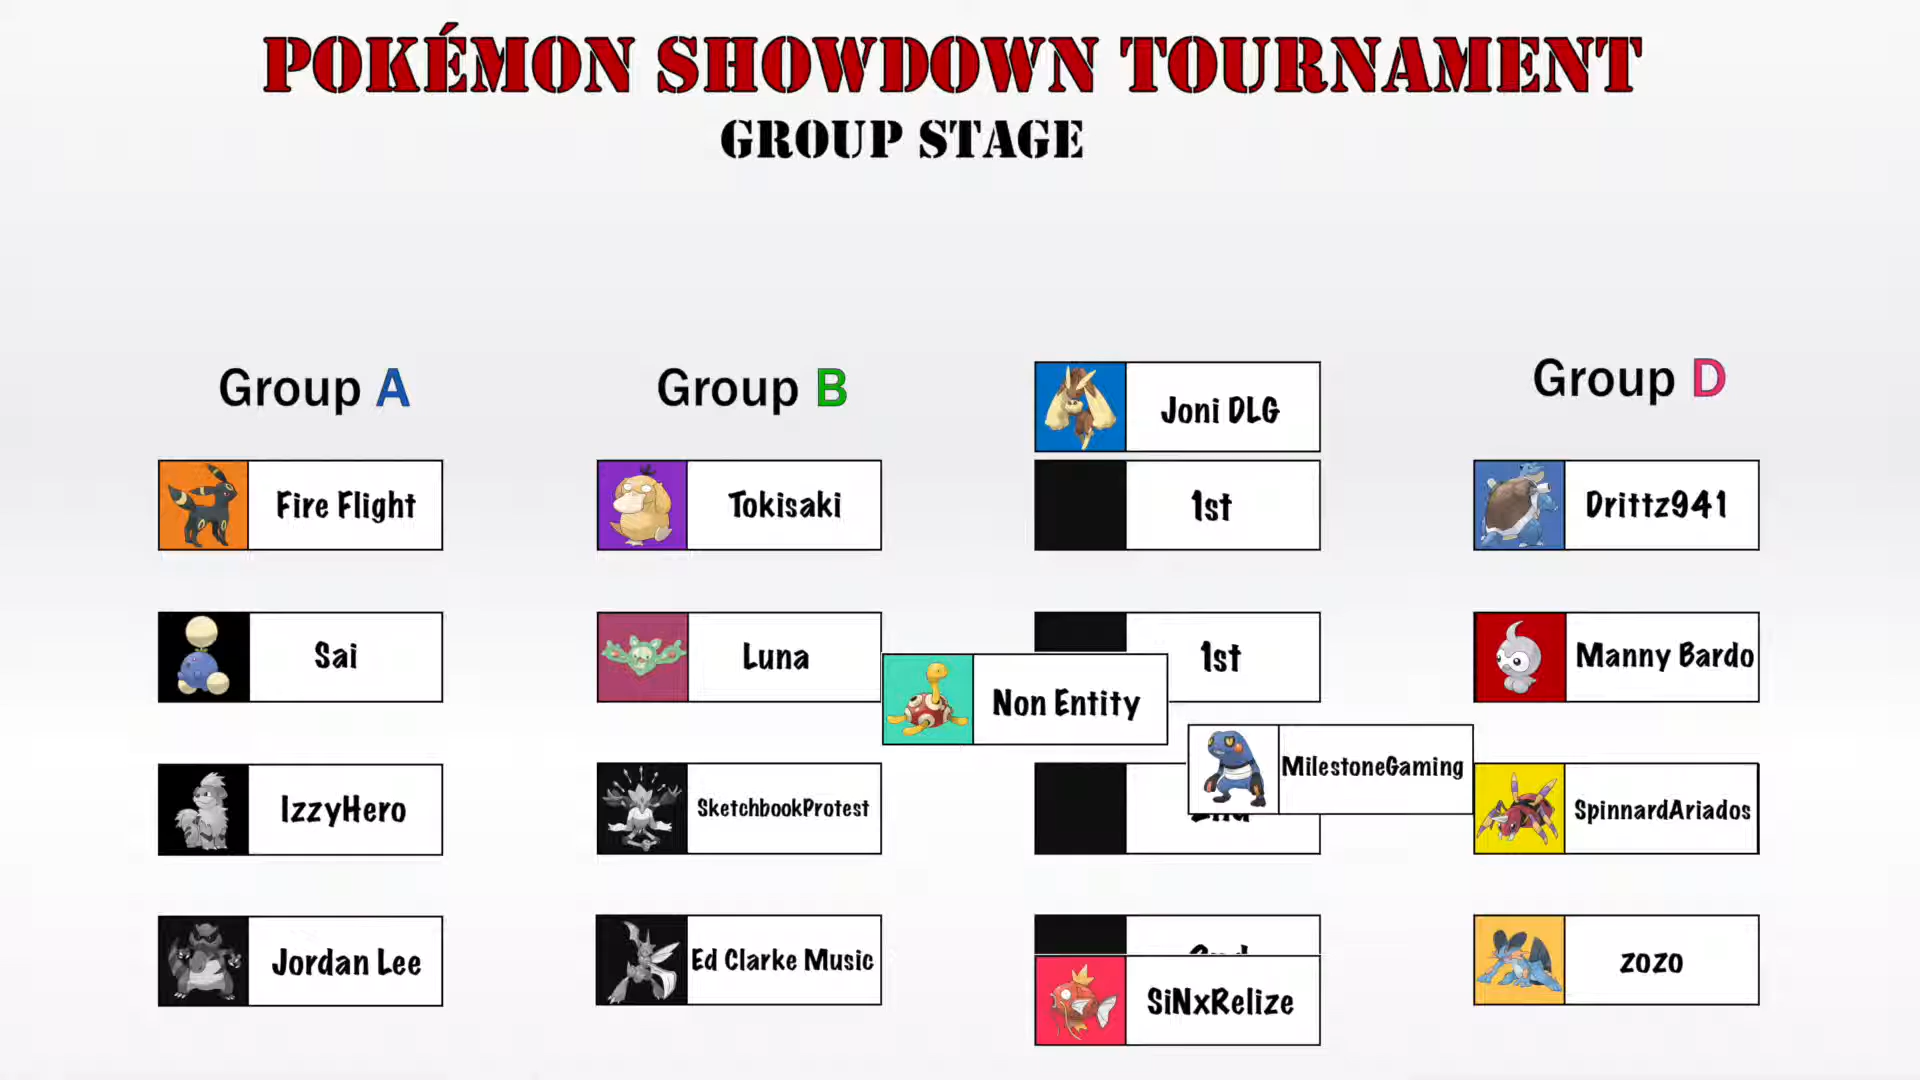 POKÉMON SHOWDOWN TOURNAMENT
GROUP STAGE
Group A
Fire Flight
Sai
IzzyHero
Jordan Lee
Group B
Tokisaki
Luna
SketchbookProtest
Ed Clarke Music
Joni DLG
1st
1st
Non Entity
MilestoneGaming
SiNxRelize
Group D
Drittz941
Manny Bardo
SpinnardAriados
zozo